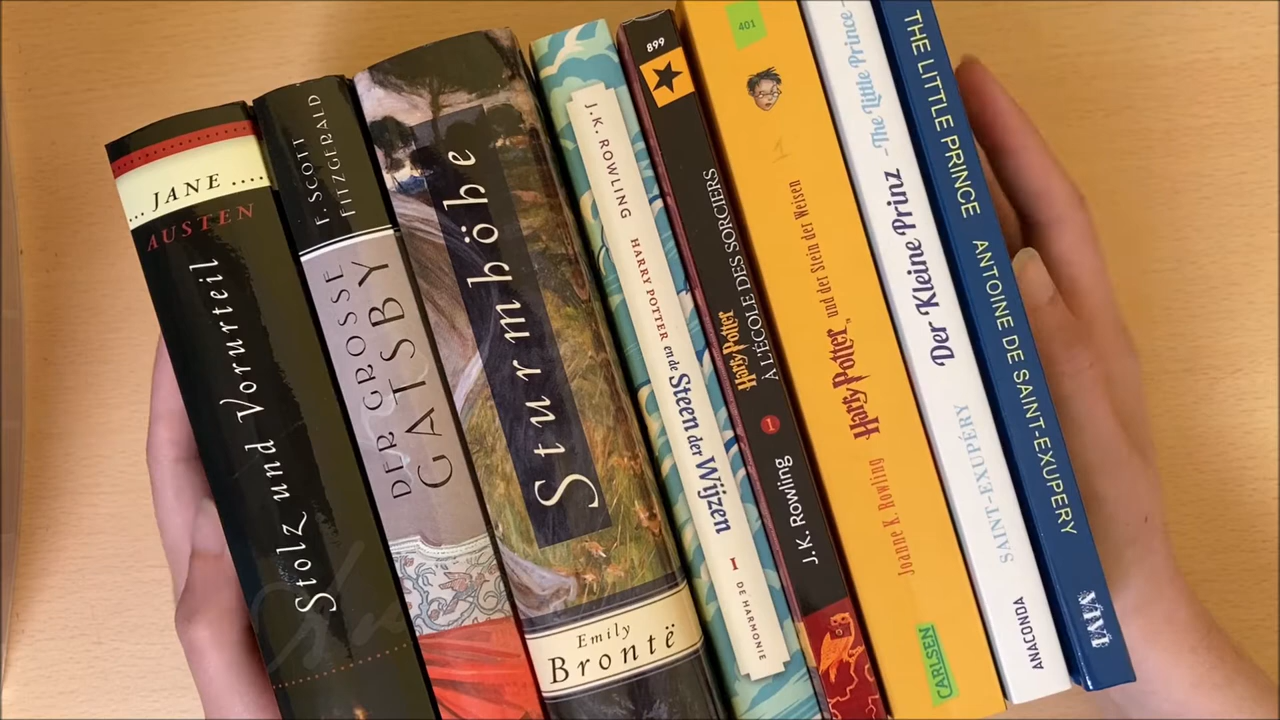 ... JANE ....
AUSTEN
Stolz und Vorurteil
F. SCOTT
FITZGERALD
DER GROSSE
GATSBY
Sturmhöhe
Emily
Brontë
J.K. ROWLING
HARRY POTTER en de Steen der Wijzen
I
DE HARMONIE
899
Harry Potter
À L'ÉCOLE DES SORCIERS
1
J.K. Rowling
401
Harry Potter und der Stein der Weisen
Joanne K. Rowling
CARLSEN
-The Little Prince-
Der Kleine Prinz
SAINT-EXUPÉRY
ANACONDA
THE LITTLE PRINCE ANTOINE DE SAINT-EXUPERY